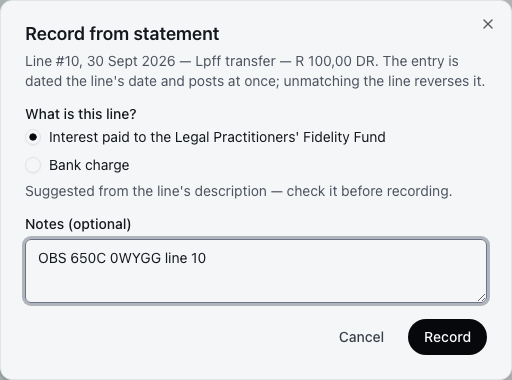 Record from statement
Line #10, 30 Sept 2026 — Lpff transfer — R 100,00 DR. The entry is
dated the line's date and posts at once; unmatching the line reverses it.
What is this line?
Interest paid to the Legal Practitioners' Fidelity Fund
Bank charge
Suggested from the line's description — check it before recording.
Notes (optional)
OBS 650C 0WYGG line 10
Cancel
Record